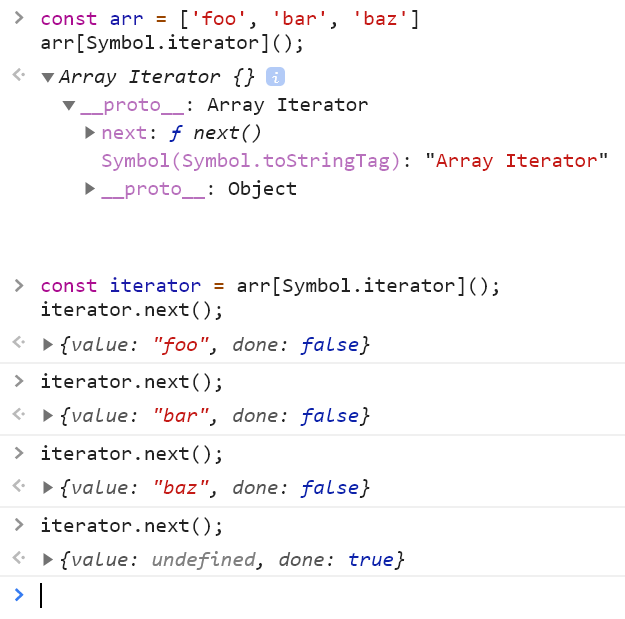 const arr = ['foo', 'bar', 'baz']
arr[Symbol.iterator]();
Array Iterator {} i
__proto__: Array Iterator
next: ƒ next()
Symbol(Symbol.toStringTag): "Array Iterator"
__proto__: Object
const iterator = arr[Symbol.iterator]();
iterator.next();
{value: "foo", done: false}
iterator.next();
{value: "bar", done: false}
iterator.next();
{value: "baz", done: false}
iterator.next();
{value: undefined, done: true}